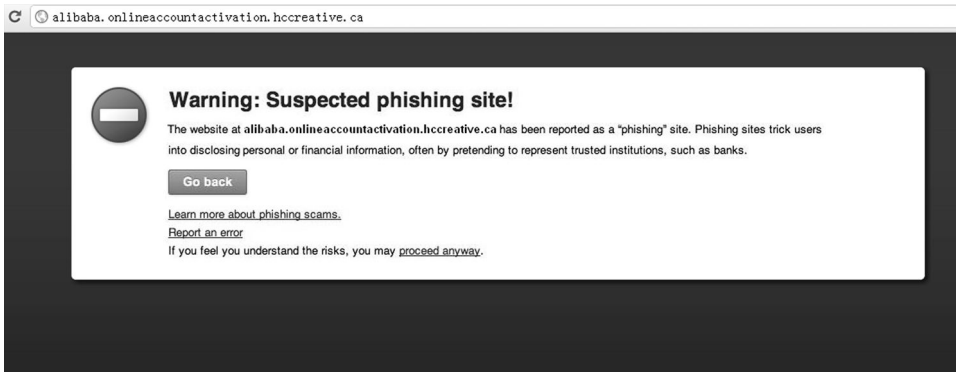 alibaba.onlineaccountactivation.hccreative.ca
Warning: Suspected phishing site!
The website at alibaba.onlineaccountactivation.hccreative.ca has been reported as a “phishing” site. Phishing sites trick users
into disclosing personal or financial information, often by pretending to represent trusted institutions, such as banks.
Go back
Learn more about phishing scams.
Report an error
If you feel you understand the risks, you may proceed anyway.